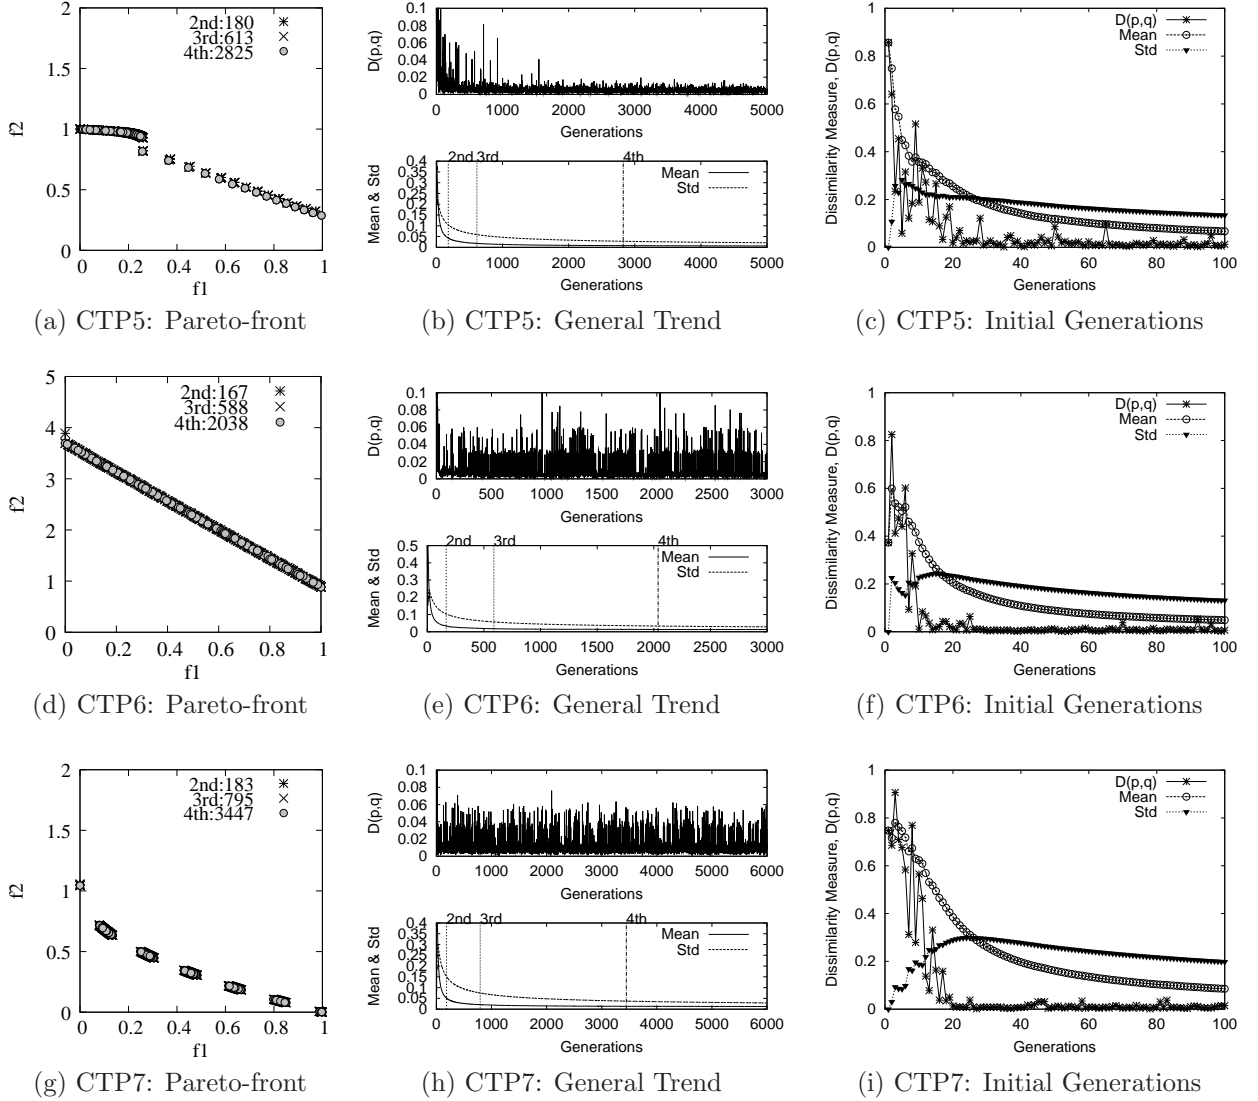 2
1.5
1
0.5
0
f2
0 0.2 0.4 0.6 0.8 1
f1
2nd:180
3rd:613
4th:2825
(a) CTP5: Pareto-front
0.1
0.08
0.06
0.04
0.02
0
D(p,q)
0 1000 2000 3000 4000 5000
Generations
0.4
0.35
0.3
0.25
0.2
0.15
0.1
0.05
0
Mean & Std
2nd 3rd 4th
Mean
Std
0 1000 2000 3000 4000 5000
Generations
(b) CTP5: General Trend
1
0.8
0.6
0.4
0.2
0
Dissimilarity Measure, D(p,q)
D(p,q)
Mean
Std
0 20 40 60 80 100
Generations
(c) CTP5: Initial Generations
5
4
3
2
1
0
f2
0 0.2 0.4 0.6 0.8 1
f1
2nd:167
3rd:588
4th:2038
(d) CTP6: Pareto-front
0.1
0.08
0.06
0.04
0.02
0
D(p,q)
0 500 1000 1500 2000 2500 3000
Generations
0.5
0.4
0.3
0.2
0.1
0
Mean & Std
2nd 3rd 4th
Mean
Std
0 500 1000 1500 2000 2500 3000
Generations
(e) CTP6: General Trend
1
0.8
0.6
0.4
0.2
0
Dissimilarity Measure, D(p,q)
D(p,q)
Mean
Std
0 20 40 60 80 100
Generations
(f) CTP6: Initial Generations
2
1.5
1
0.5
0
f2
0 0.2 0.4 0.6 0.8 1
f1
2nd:183
3rd:795
4th:3447
(g) CTP7: Pareto-front
0.1
0.08
0.06
0.04
0.02
0
D(p,q)
0 1000 2000 3000 4000 5000 6000
Generations
0.4
0.35
0.3
0.25
0.2
0.15
0.1
0.05
0
Mean & Std
2nd 3rd 4th
Mean
Std
0 1000 2000 3000 4000 5000 6000
Generations
(h) CTP7: General Trend
1
0.8
0.6
0.4
0.2
0
Dissimilarity Measure, D(p,q)
D(p,q)
Mean
Std
0 20 40 60 80 100
Generations
(i) CTP7: Initial Generations